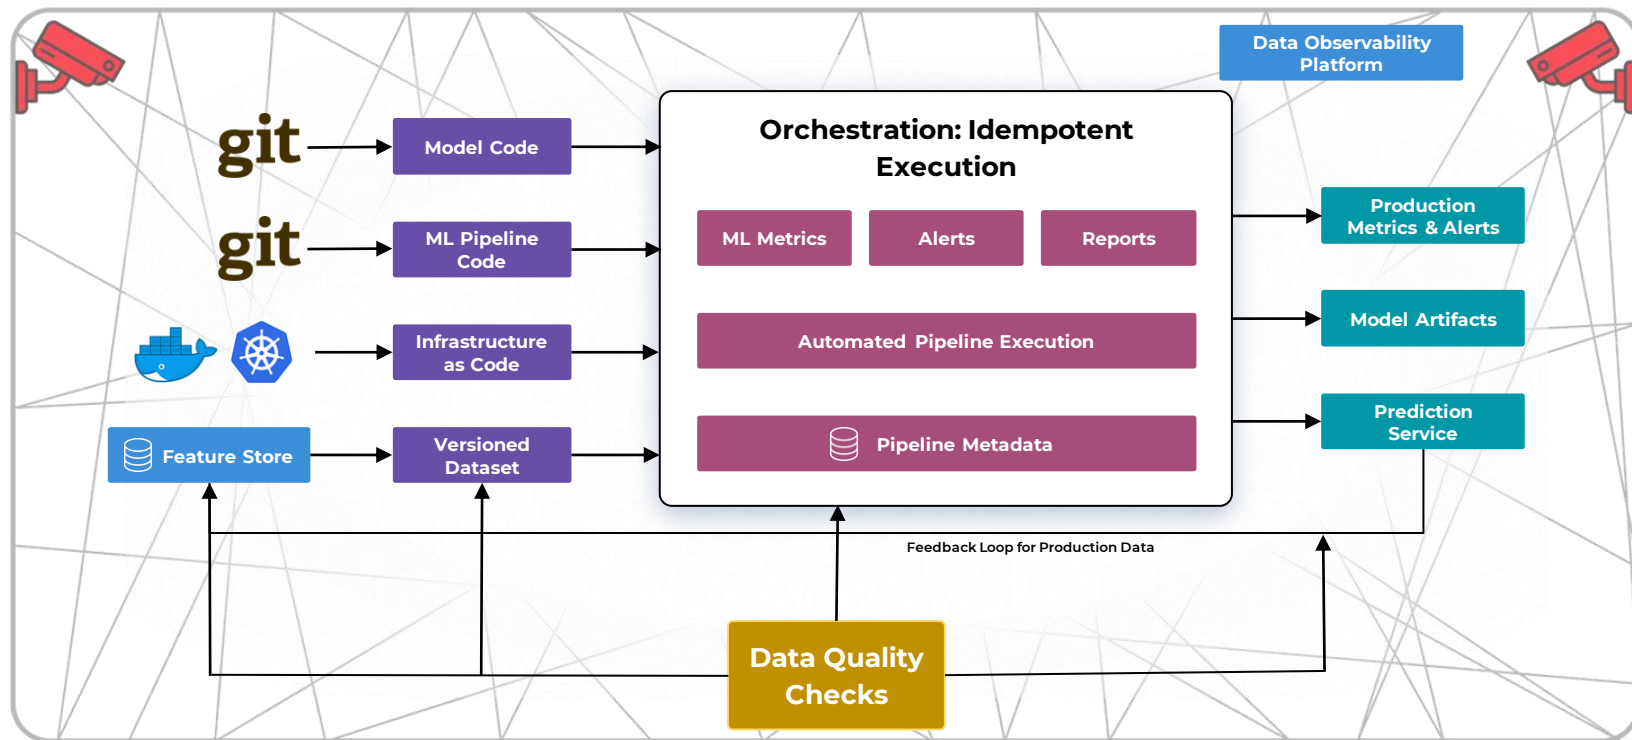 Data Observability
Platform
git
Model Code
git
ML Pipeline
Code
Infrastructure
as Code
Feature Store
Versioned
Dataset
Orchestration: Idempotent
Execution
ML Metrics
Alerts
Reports
Automated Pipeline Execution
Pipeline Metadata
Production
Metrics & Alerts
Model Artifacts
Prediction
Service
Feedback Loop for Production Data
Data Quality
Checks